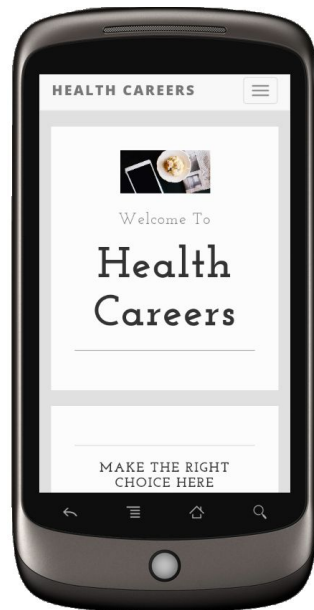 HEALTH CAREERS
Welcome To
Health
Careers
MAKE THE RIGHT
CHOICE HERE